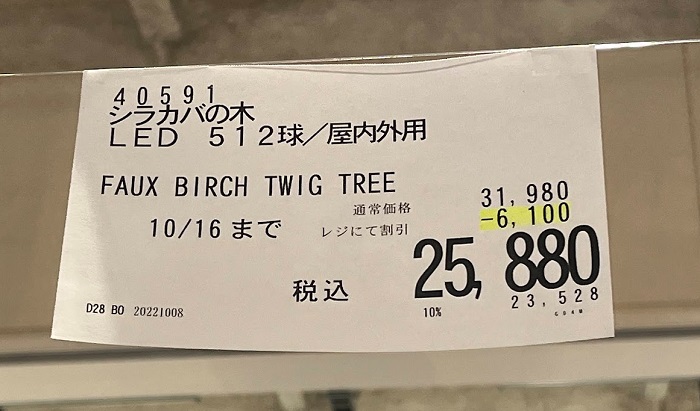 40591
シラカバの木
LED 512球／屋内外用
FAUX BIRCH TWIG TREE
通常価格 31,980
10/16 まで レジにて割引 -6,100
税込 25,880
10% 23,528
D28 BO 20221008